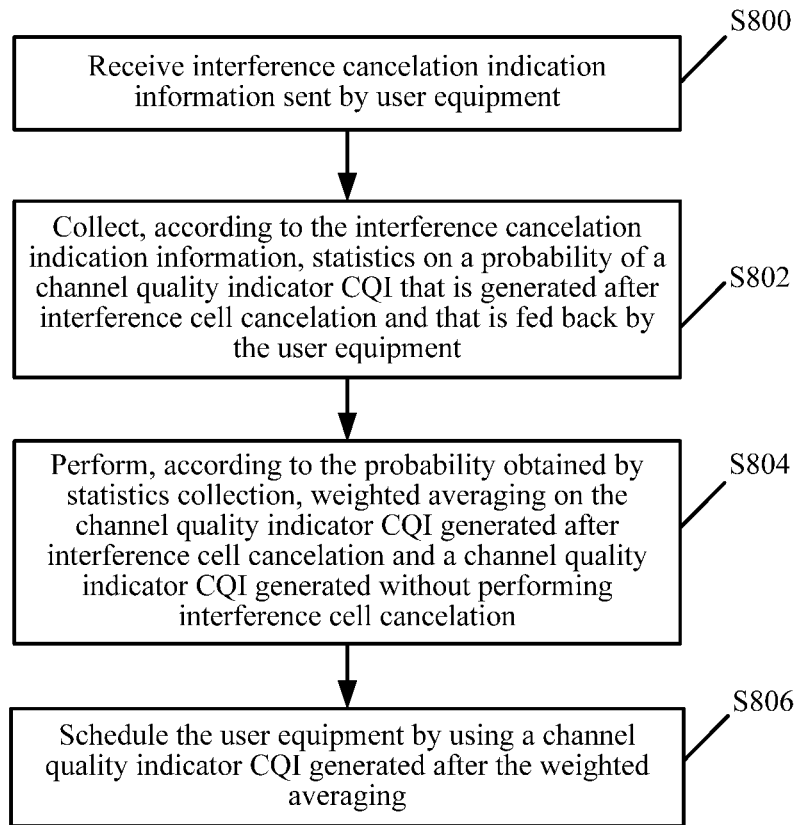 S800
Receive interference cancelation indication
information sent by user equipment
S802
Collect, according to the interference cancelation
indication information, statistics on a probability of a
channel quality indicator CQI that is generated after
interference cell cancelation and that is fed back by
the user equipment
S804
Perform, according to the probability obtained by
statistics collection, weighted averaging on the
channel quality indicator CQI generated after
interference cell cancelation and a channel quality
indicator CQI generated without performing
interference cell cancelation
S806
Schedule the user equipment by using a channel
quality indicator CQI generated after the weighted
averaging